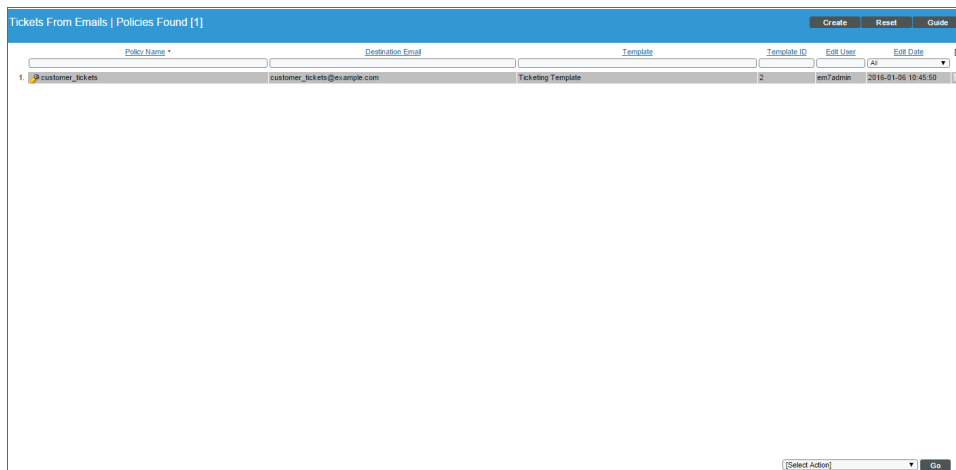 Tickets From Emails | Policies Found [1] Create Reset Guide
Policy Name • Destination Email Template Template ID Edit User Edit Date
All
1. customer_tickets customer_tickets@example.com Ticketing Template 2 em7admin 2016-01-06 10:45:50
[Select Action] Go